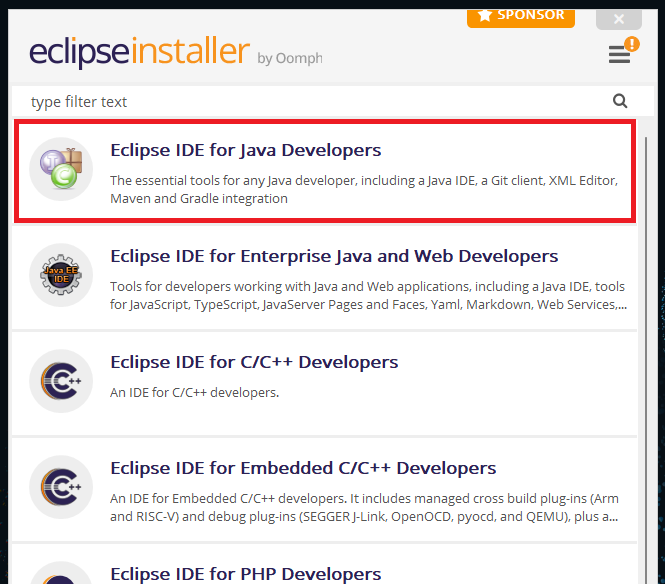 SPONSOR
eclipseinstaller by Oomph
type filter text
Eclipse IDE for Java Developers
The essential tools for any Java developer, including a Java IDE, a Git client, XML Editor,
Maven and Gradle integration
Eclipse IDE for Enterprise Java and Web Developers
Java EE
IDE
Tools for developers working with Java and Web applications, including a Java IDE, tools
for JavaScript, TypeScript, JavaServer Pages and Faces, Yaml, Markdown, Web Services,...
Eclipse IDE for C/C++ Developers
C++
An IDE for C/C++ developers.
Eclipse IDE for Embedded C/C++ Developers
C++
An IDE for Embedded C/C++ developers. It includes managed cross build plug-ins (Arm
and RISC-V) and debug plug-ins (SEGGER J-Link, OpenOCD, pyocd, and QEMU), plus a...
Eclipse IDE for PHP Developers